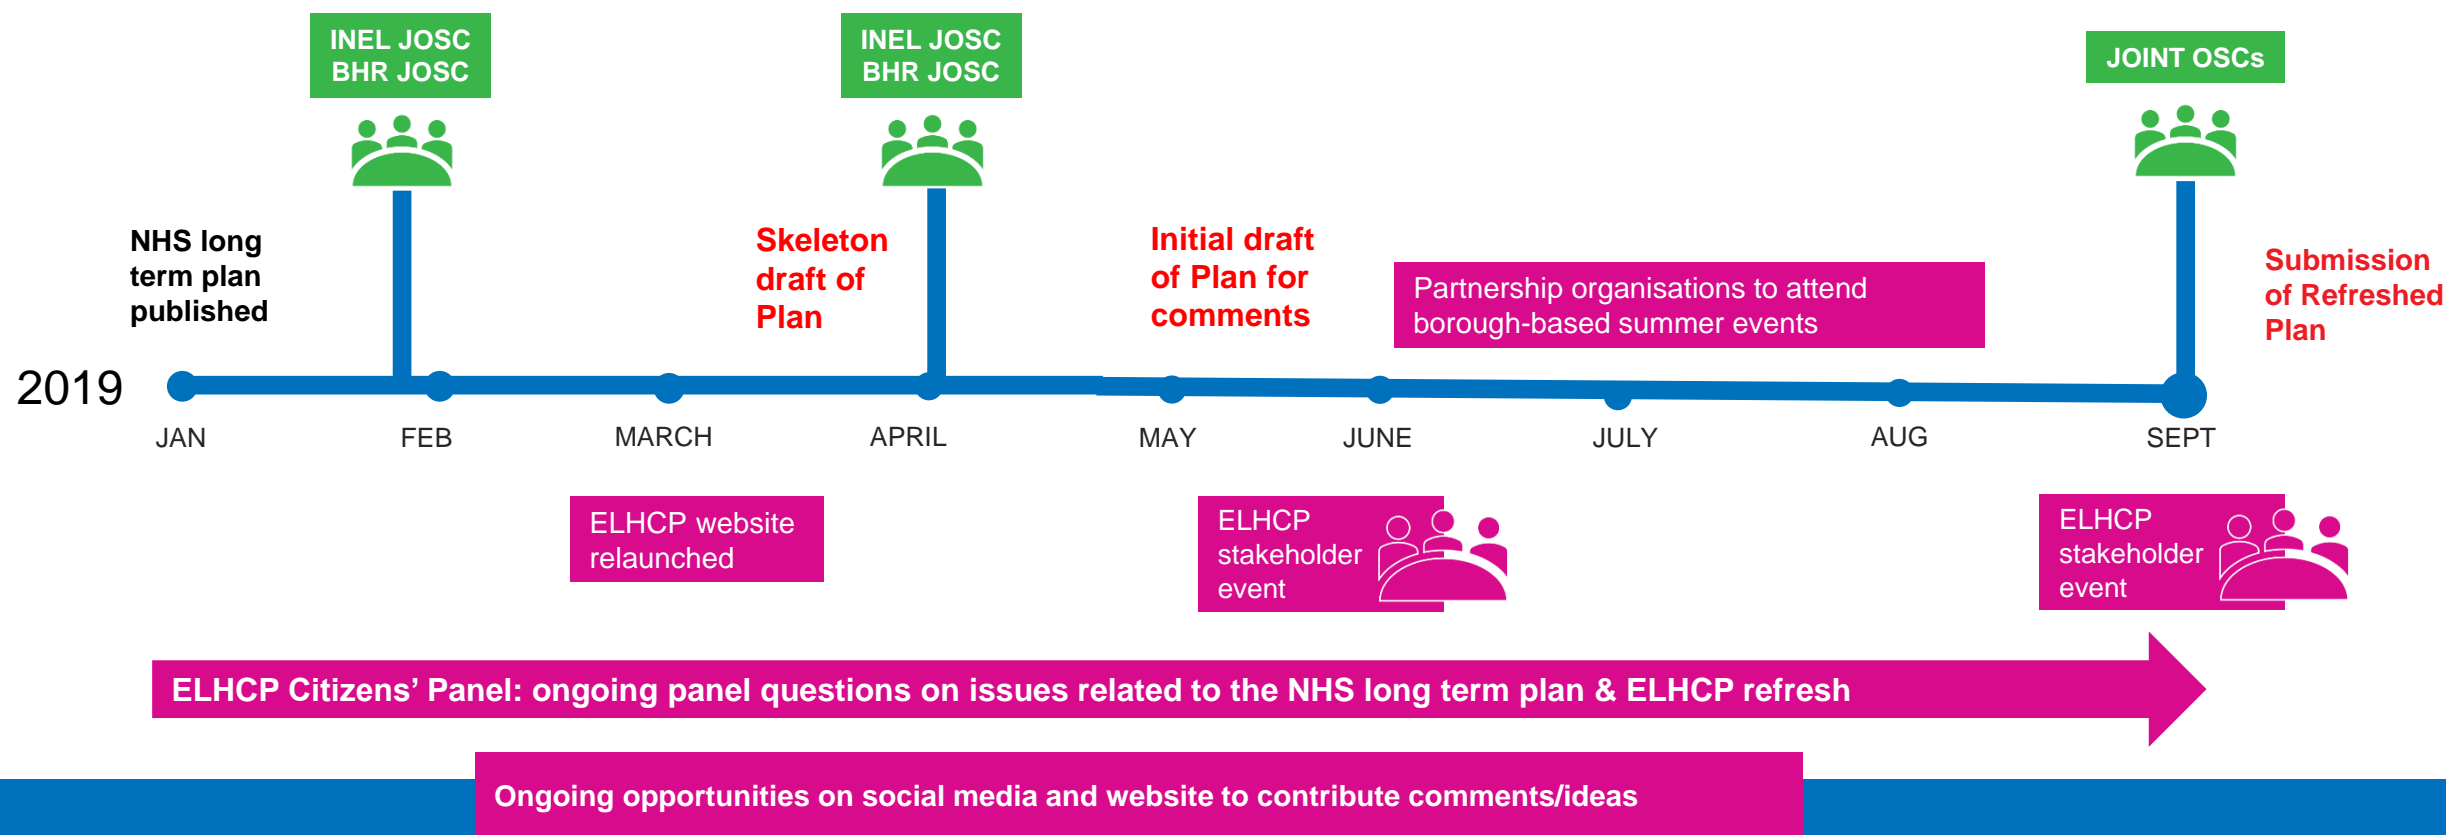 INEL JOSC
BHR JOSC
INEL JOSC
BHR JOSC
JOINT OSCs
NHS long
term plan
published
Skeleton
draft of
Plan
Initial draft
of Plan for
comments
Partnership organisations to attend
borough-based summer events
Submission
of Refreshed
Plan
2019
JAN
FEB
MARCH
APRIL
MAY
JUNE
JULY
AUG
SEPT
ELHCP website
relaunched
ELHCP
stakeholder
event
ELHCP
stakeholder
event
ELHCP Citizens’ Panel: ongoing panel questions on issues related to the NHS long term plan & ELHCP refresh
Ongoing opportunities on social media and website to contribute comments/ideas